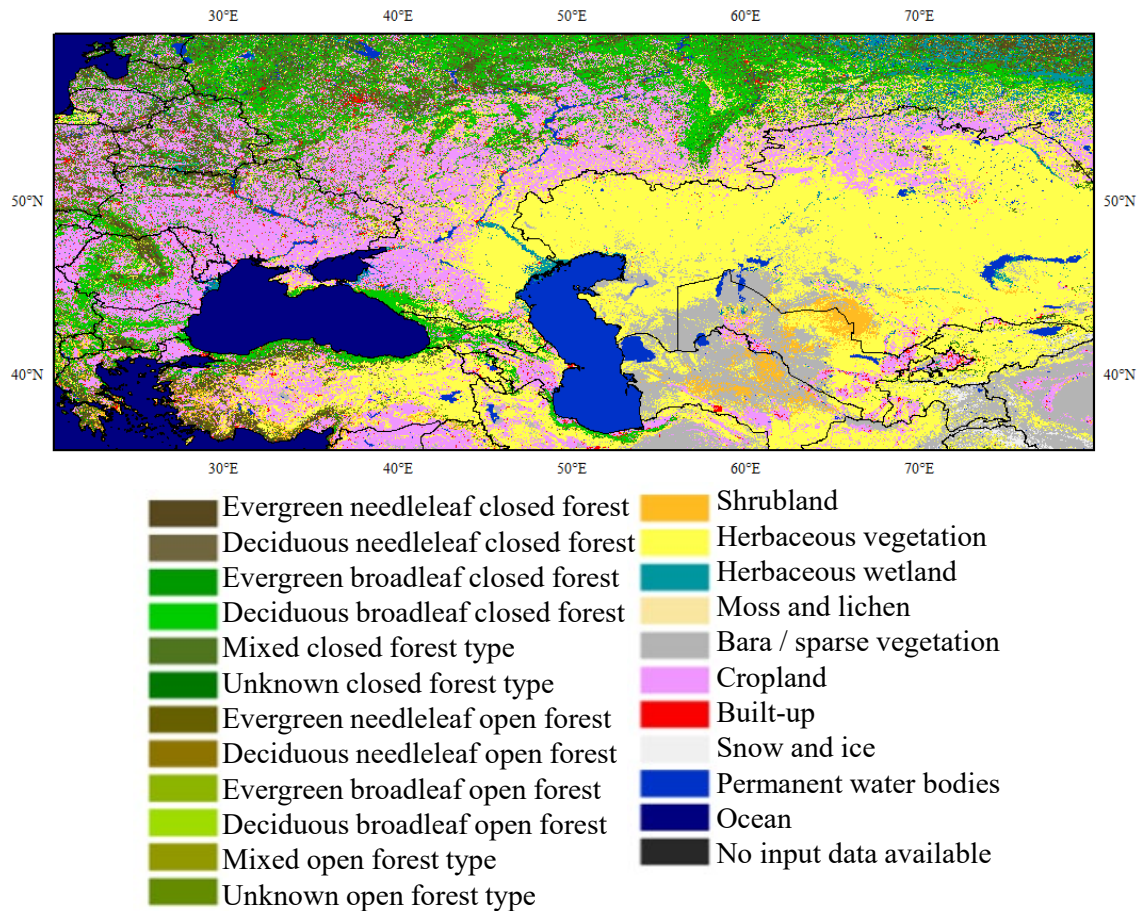 30°E 40°E 50°E 60°E 70°E
50°N 50°N
40°N 40°N
30°E 40°E 50°E 60°E 70°E
Evergreen needleleaf closed forest
Deciduous needleleaf closed forest
Evergreen broadleaf closed forest
Deciduous broadleaf closed forest
Mixed closed forest type
Unknown closed forest type
Evergreen needleleaf open forest
Deciduous needleleaf open forest
Evergreen broadleaf open forest
Deciduous broadleaf open forest
Mixed open forest type
Unknown open forest type
Shrubland
Herbaceous vegetation
Herbaceous wetland
Moss and lichen
Bara / sparse vegetation
Cropland
Built-up
Snow and ice
Permanent water bodies
Ocean
No input data available